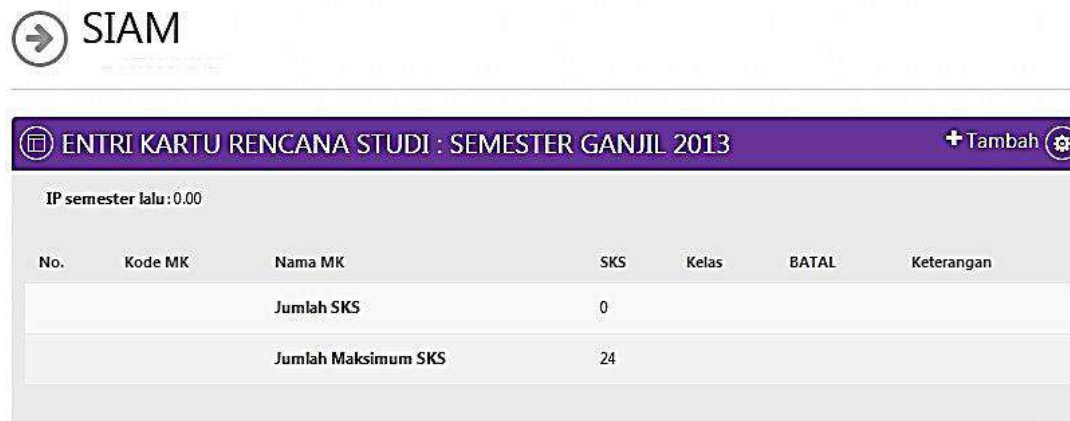 SIAM
ENTRI KARTU RENCANA STUDI : SEMESTER GANJIL 2013 +Tambah
IP semester lalu : 0.00
No. Kode MK Nama MK SKS Kelas BATAL Keterangan
Jumlah SKS 0
Jumlah Maksimum SKS 24